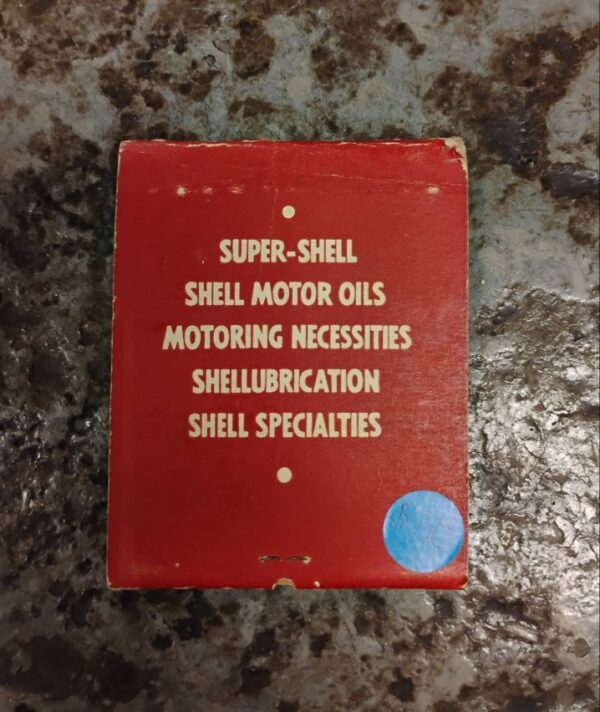 SUPER-SHELL
SHELL MOTOR OILS
MOTORING NECESSITIES
SHELLUBRICATION
SHELL SPECIALTIES